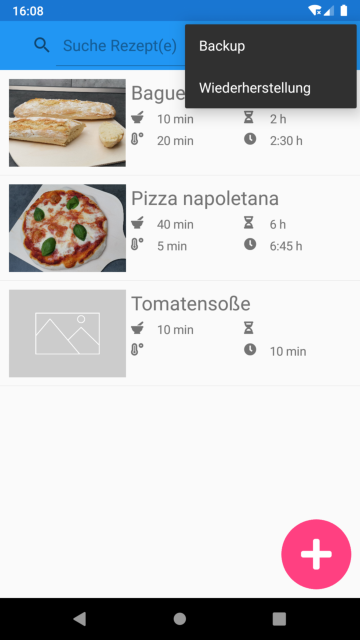 16:08
Suche Rezept(e)
Backup
Wiederherstellung
Bague
10 min 2 h
20 min 2:30 h
Pizza napoletana
40 min 6 h
5 min 6:45 h
Tomatensoße
10 min
10 min